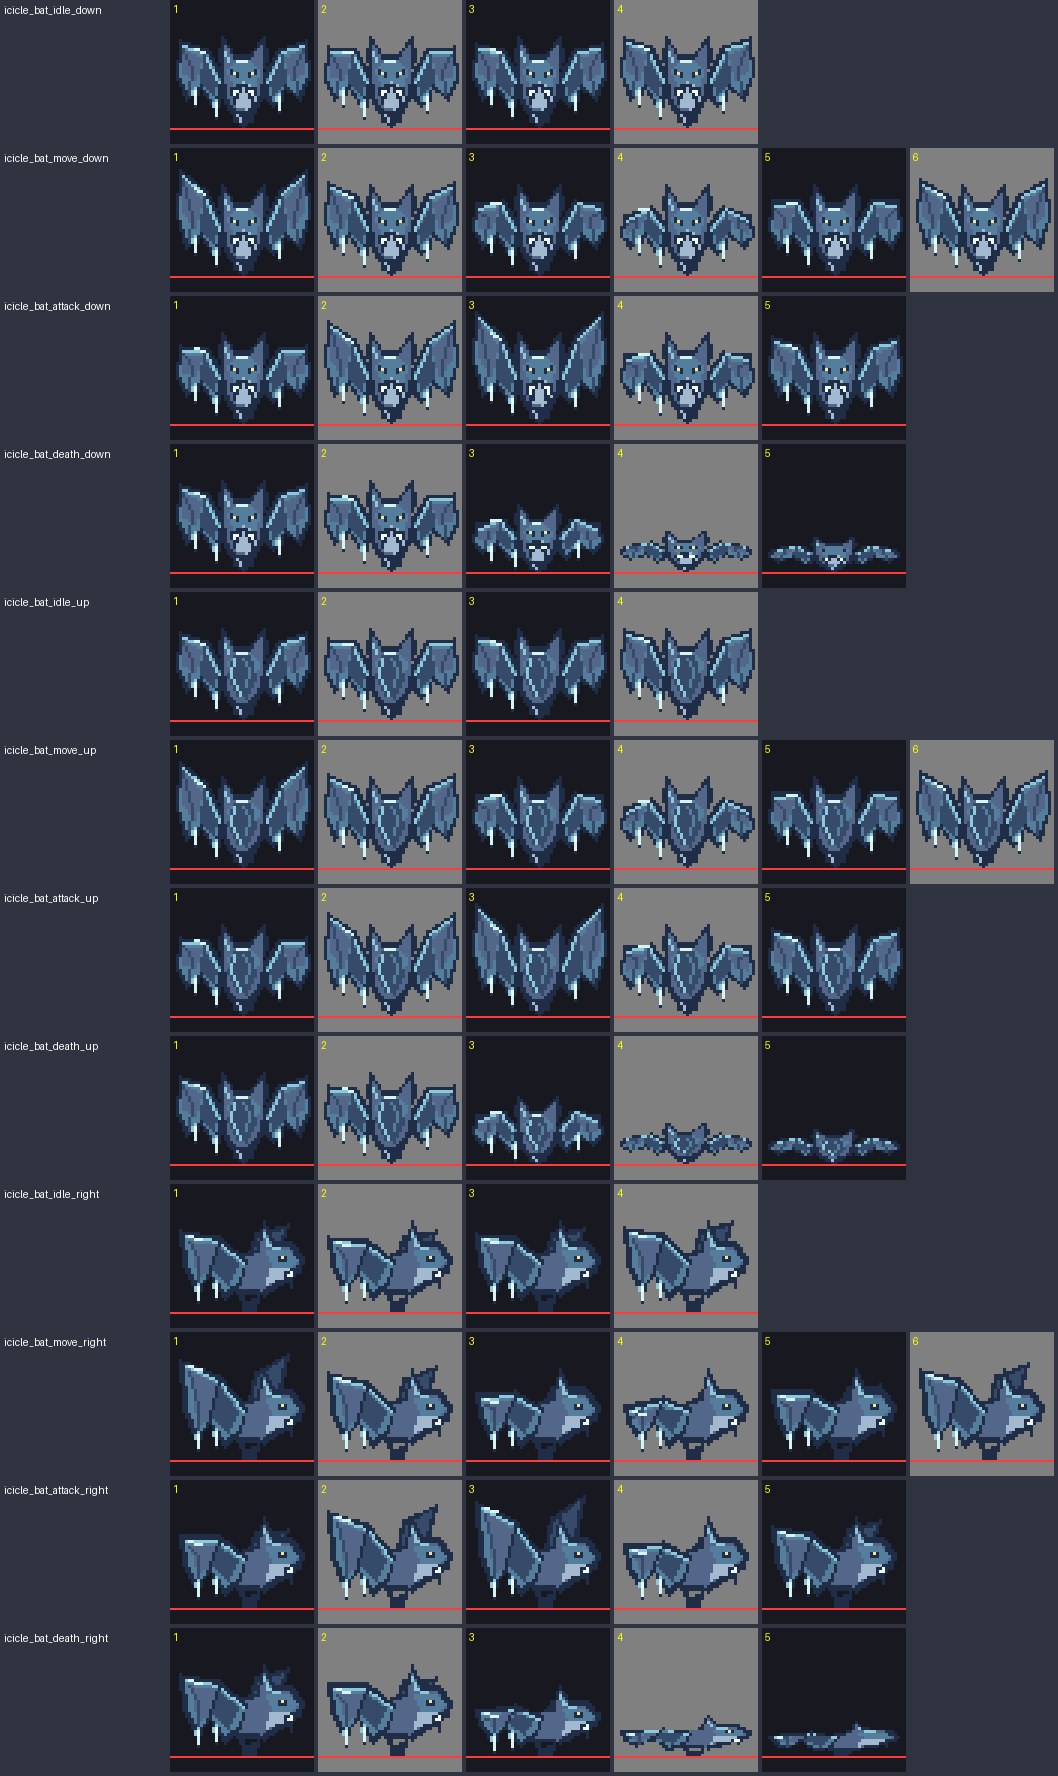 icicle_bat_idle_down 1 2 3 4
icicle_bat_move_down 1 2 3 4 5 6
icicle_bat_attack_down 1 2 3 4 5
icicle_bat_death_down 1 2 3 4 5
icicle_bat_idle_up 1 2 3 4
icicle_bat_move_up 1 2 3 4 5 6
icicle_bat_attack_up 1 2 3 4 5
icicle_bat_death_up 1 2 3 4 5
icicle_bat_idle_right 1 2 3 4
icicle_bat_move_right 1 2 3 4 5 6
icicle_bat_attack_right 1 2 3 4 5
icicle_bat_death_right 1 2 3 4 5